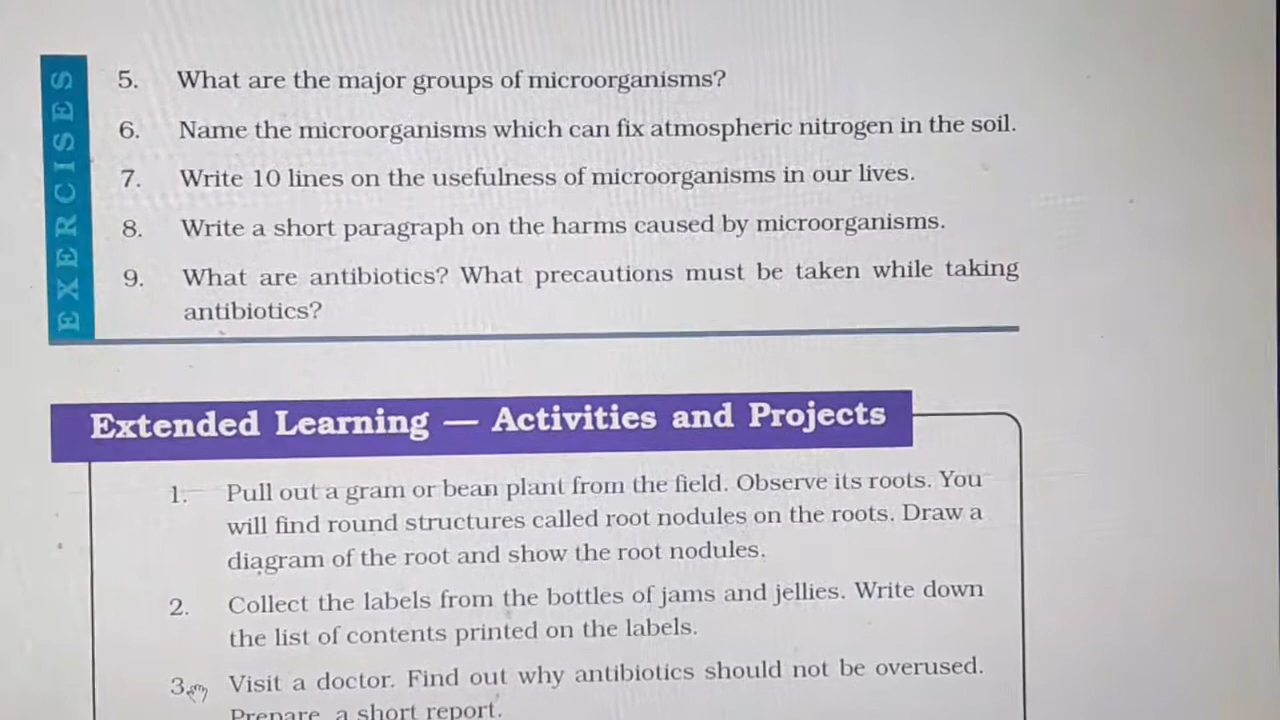 EXERCISES
5. What are the major groups of microorganisms?
6. Name the microorganisms which can fix atmospheric nitrogen in the soil.
7. Write 10 lines on the usefulness of microorganisms in our lives.
8. Write a short paragraph on the harms caused by microorganisms.
9. What are antibiotics? What precautions must be taken while taking
antibiotics?
Extended Learning — Activities and Projects
1. Pull out a gram or bean plant from the field. Observe its roots. You
will find round structures called root nodules on the roots. Draw a
diagram of the root and show the root nodules.
2. Collect the labels from the bottles of jams and jellies. Write down
the list of contents printed on the labels.
3. Visit a doctor. Find out why antibiotics should not be overused.
Prepare a short report.